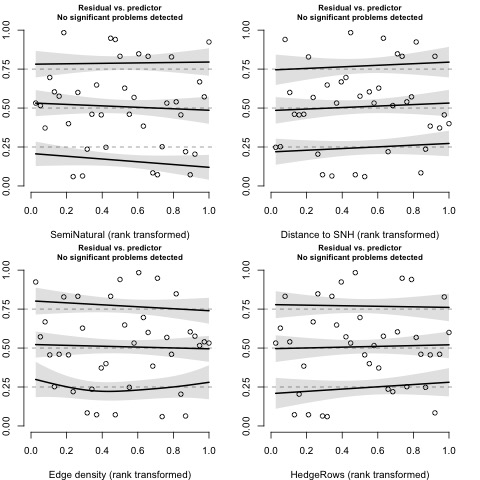 Residual vs. predictor
No significant problems detected
0.00 0.25 0.50 0.75 1.00
0.0 0.2 0.4 0.6 0.8 1.0
SemiNatural (rank transformed)
Residual vs. predictor
No significant problems detected
0.00 0.25 0.50 0.75 1.00
0.0 0.2 0.4 0.6 0.8 1.0
Distance to SNH (rank transformed)
Residual vs. predictor
No significant problems detected
0.00 0.25 0.50 0.75 1.00
0.0 0.2 0.4 0.6 0.8 1.0
Edge density (rank transformed)
Residual vs. predictor
No significant problems detected
0.00 0.25 0.50 0.75 1.00
0.0 0.2 0.4 0.6 0.8 1.0
HedgeRows (rank transformed)